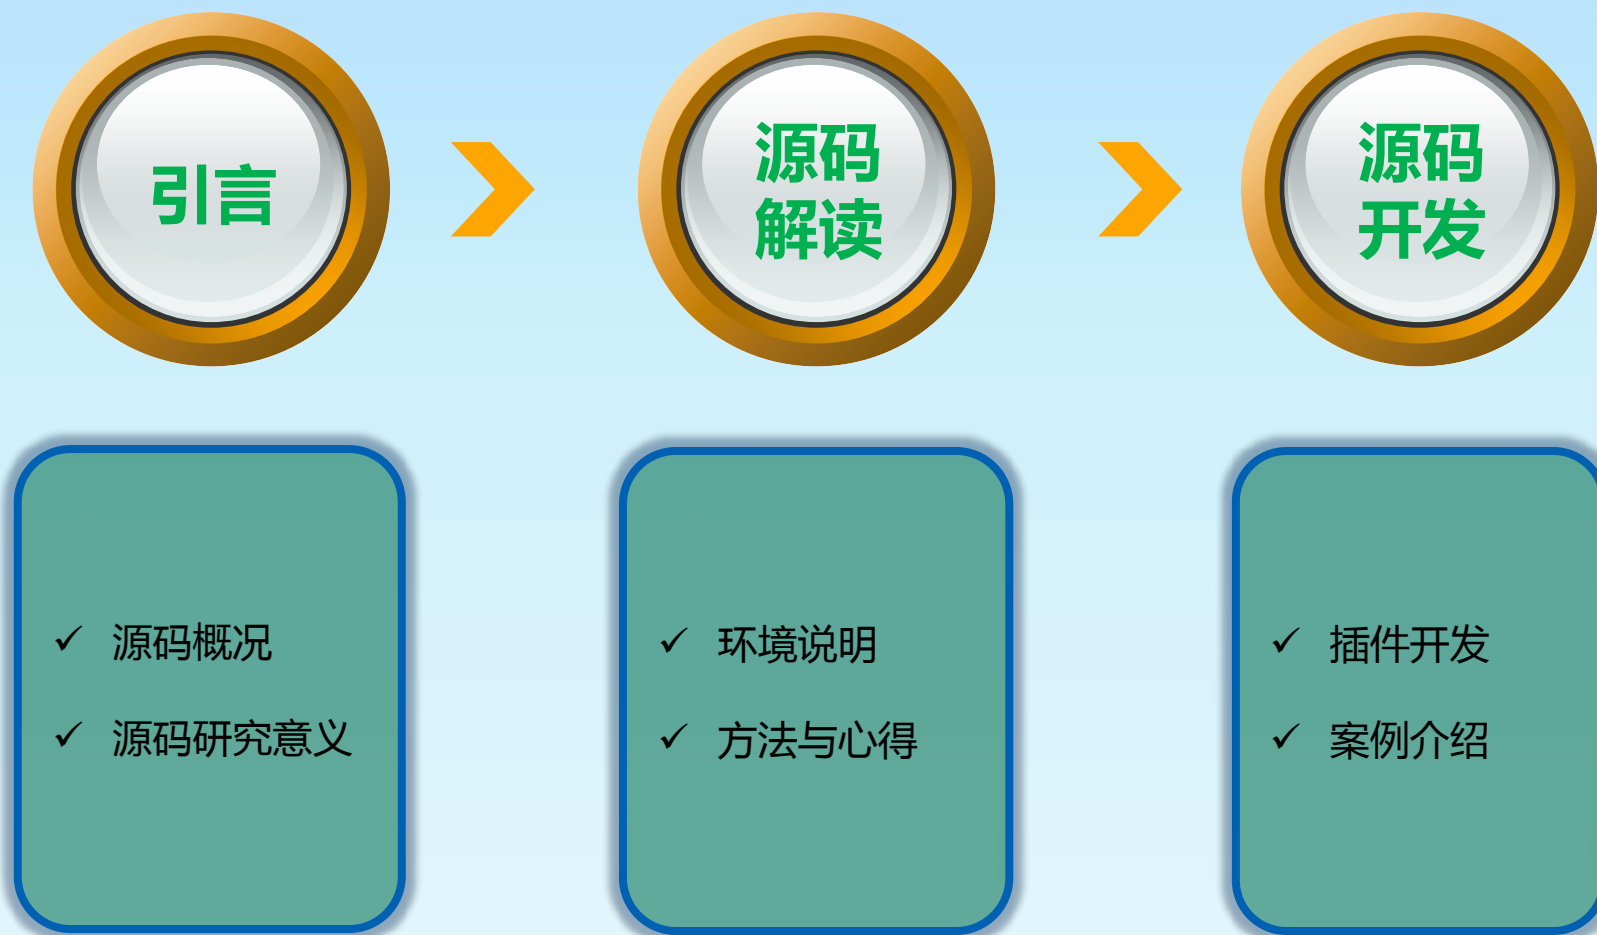 引言
源码
解读
源码
开发
✓ 源码概况
✓ 源码研究意义
✓ 环境说明
✓ 方法与心得
✓ 插件开发
✓ 案例介绍